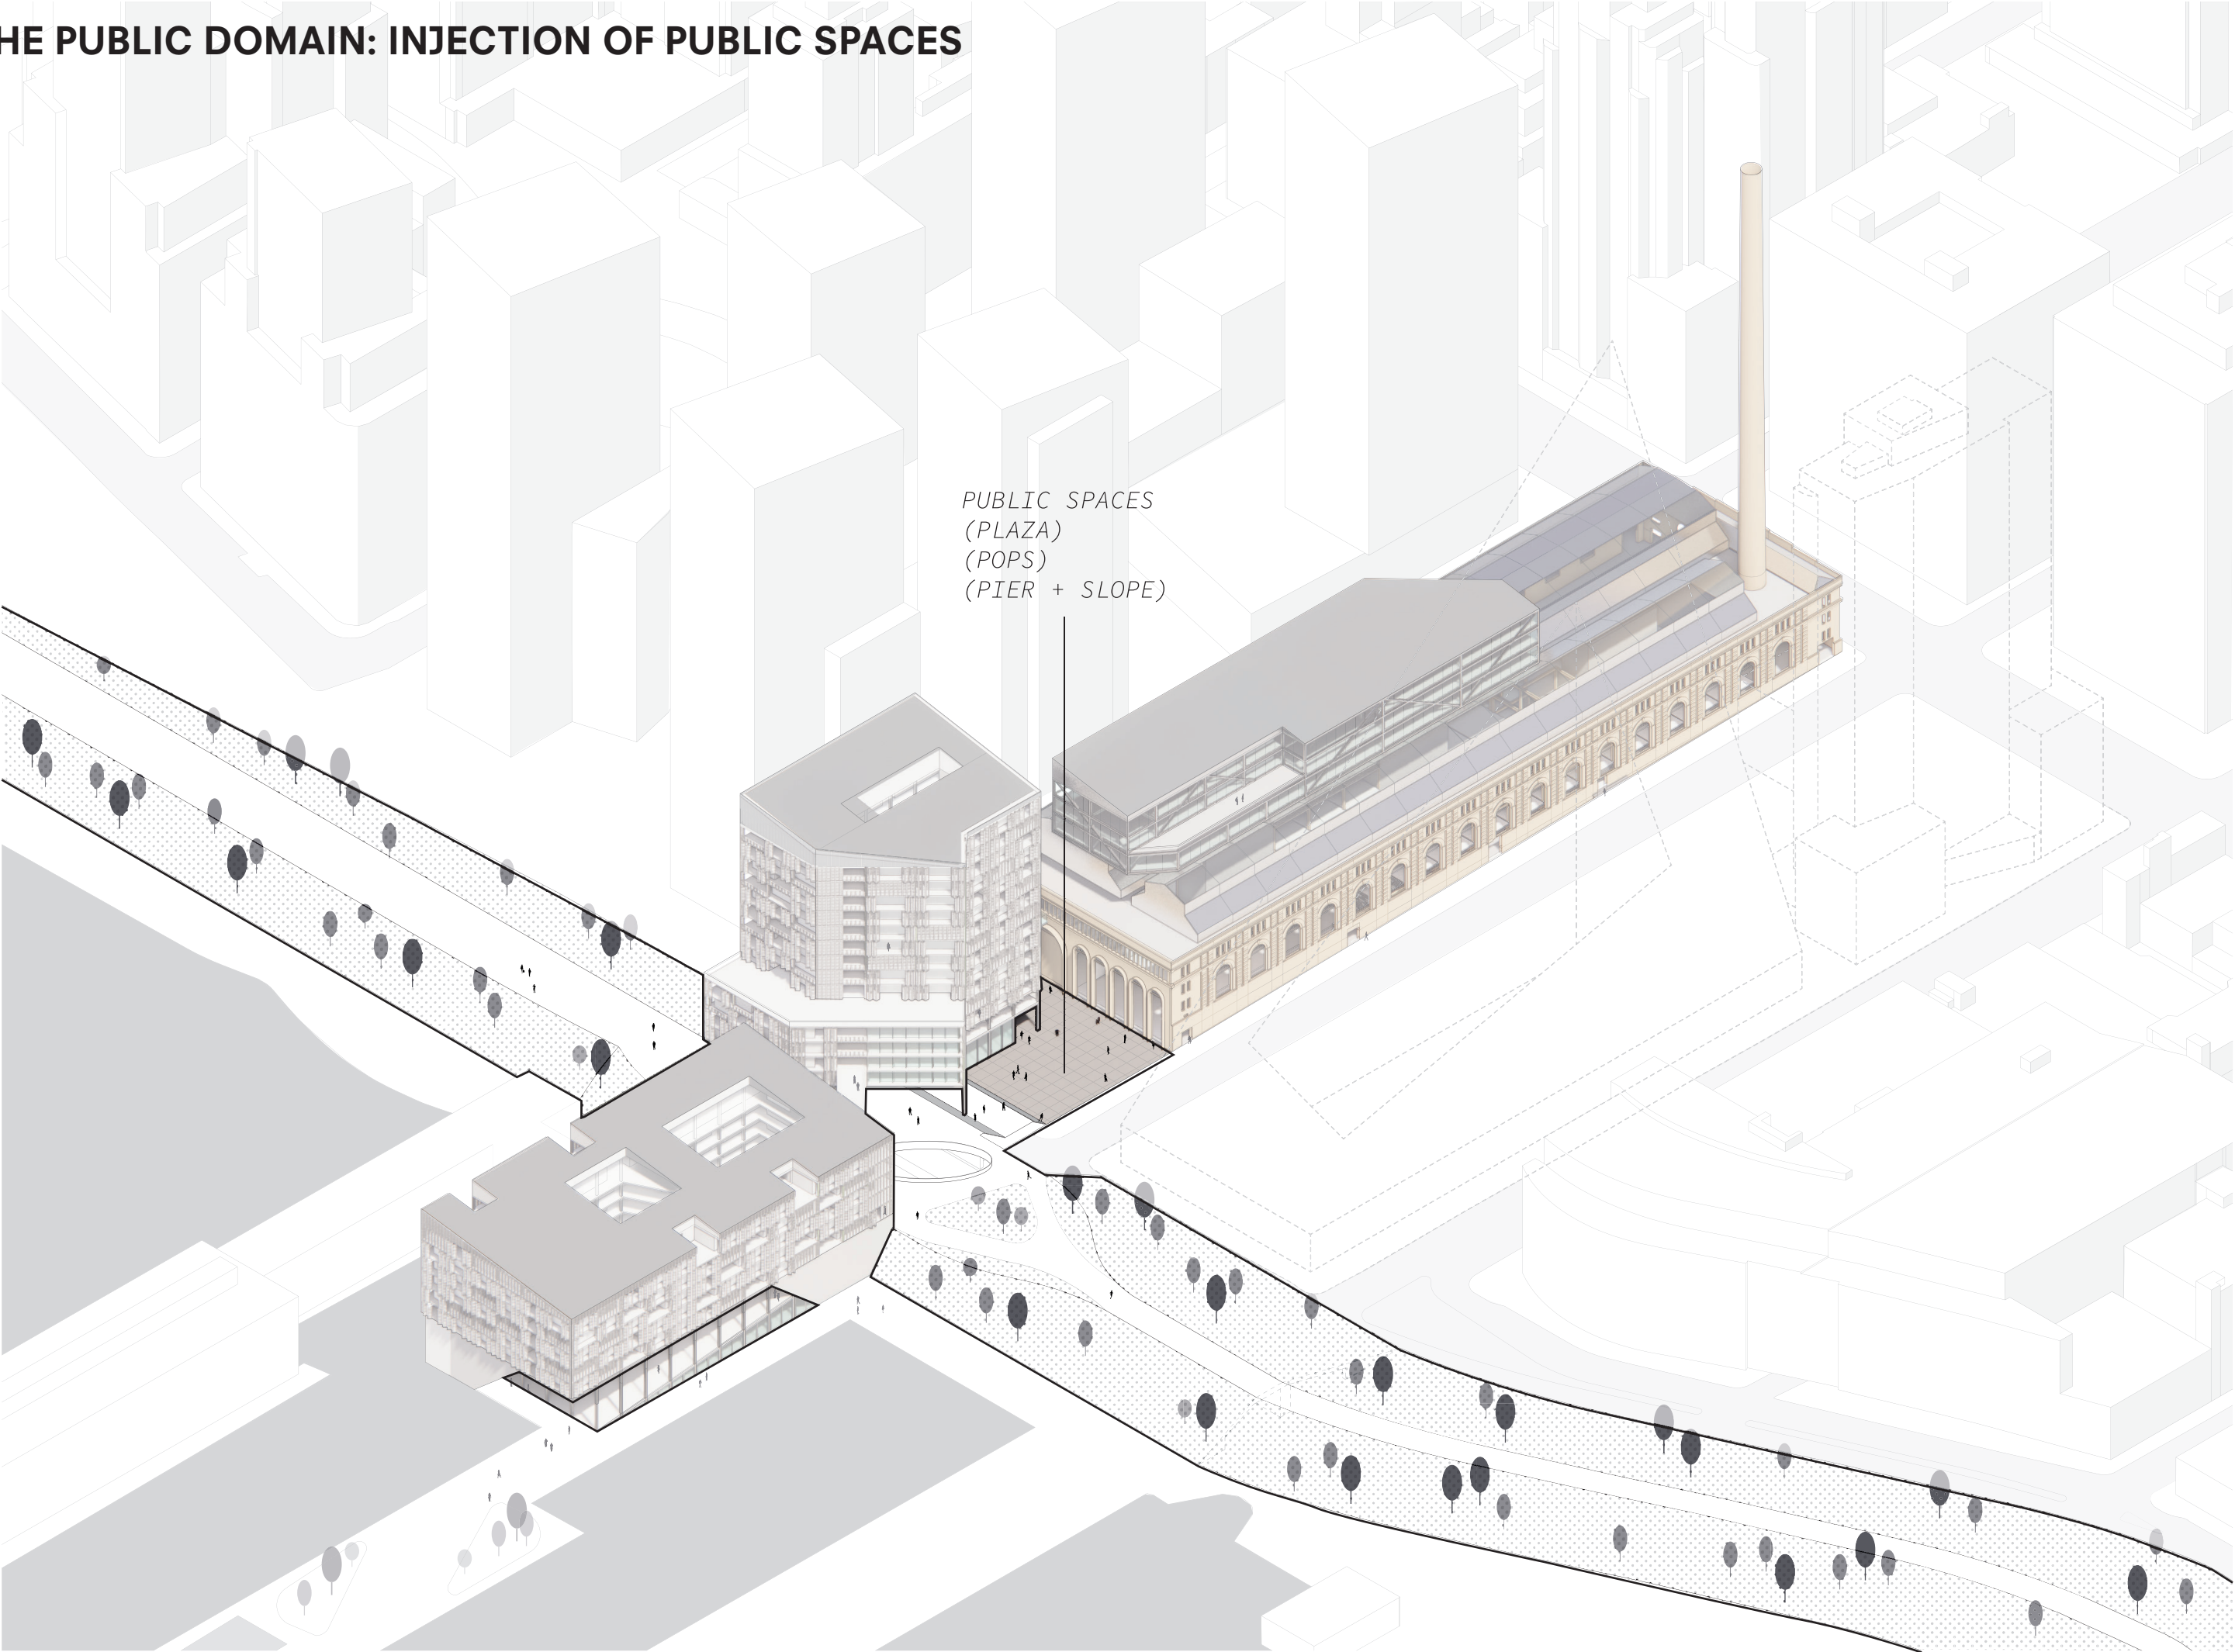 HE PUBLIC DOMAIN: INJECTION OF PUBLIC SPACES
PUBLIC SPACES
(PLAZA)
(POPS)
(PIER + SLOPE)